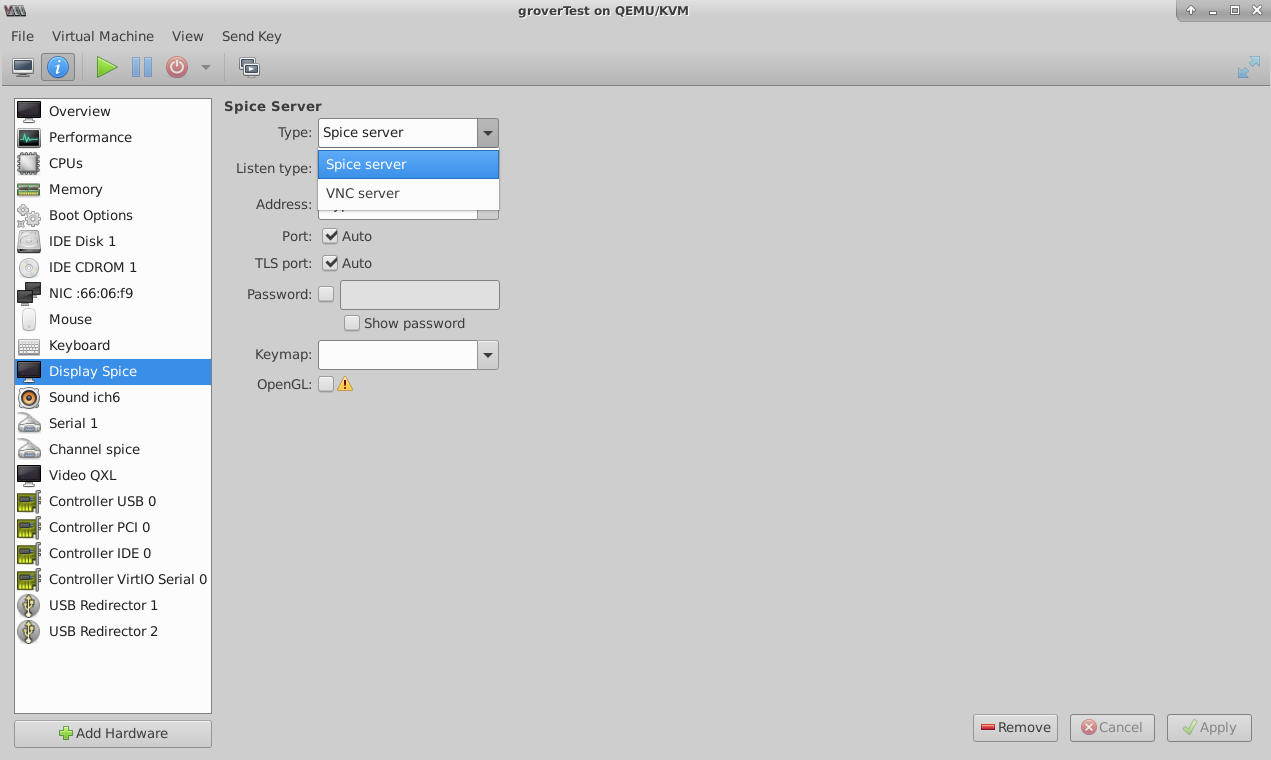 groverTest on QEMU/KVM
File Virtual Machine View Send Key
Overview
Performance
CPUs
Memory
Boot Options
IDE Disk 1
IDE CDROM 1
NIC :66:06:f9
Mouse
Keyboard
Display Spice
Sound ich6
Serial 1
Channel spice
Video QXL
Controller USB 0
Controller PCI 0
Controller IDE 0
Controller VirtIO Serial 0
USB Redirector 1
USB Redirector 2
Add Hardware
Spice Server
Type: Spice server
Spice server
VNC server
Listen type:
Address:
Port: Auto
TLS port: Auto
Password:
Show password
Keymap:
OpenGL:
Remove Cancel Apply